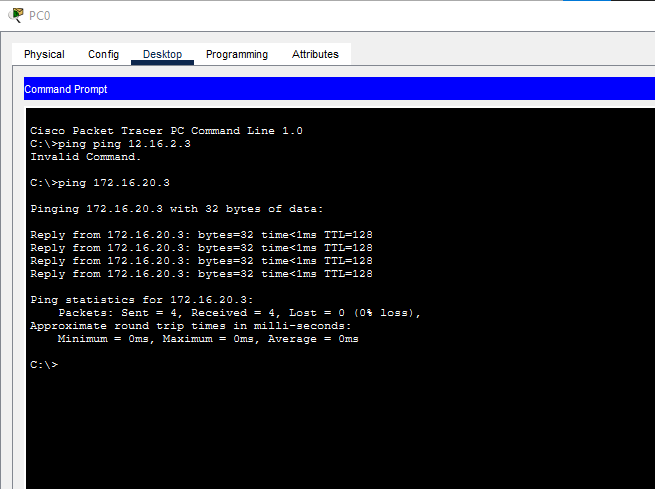 PC0
Physical Config Desktop Programming Attributes
Command Prompt
Cisco Packet Tracer PC Command Line 1.0
C:\>ping ping 12.16.2.3
Invalid Command.
C:\>ping 172.16.20.3
Pinging 172.16.20.3 with 32 bytes of data:
Reply from 172.16.20.3: bytes=32 time<1ms TTL=128
Reply from 172.16.20.3: bytes=32 time<1ms TTL=128
Reply from 172.16.20.3: bytes=32 time<1ms TTL=128
Reply from 172.16.20.3: bytes=32 time<1ms TTL=128
Ping statistics for 172.16.20.3:
Packets: Sent = 4, Received = 4, Lost = 0 (0% loss),
Approximate round trip times in milli-seconds:
Minimum = 0ms, Maximum = 0ms, Average = 0ms
C:\>